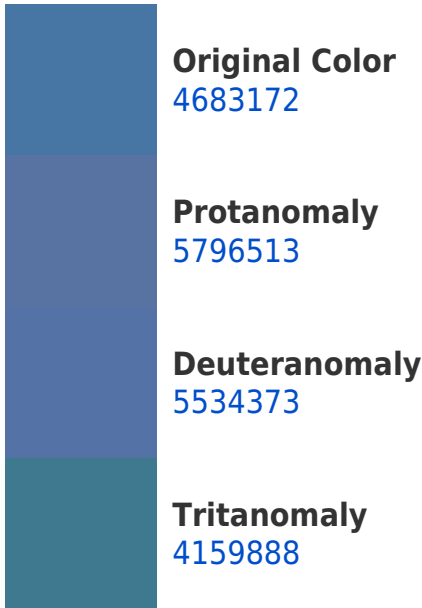 Original Color
4683172
Protanomaly
5796513
Deuteranomaly
5534373
Tritanomaly
4159888